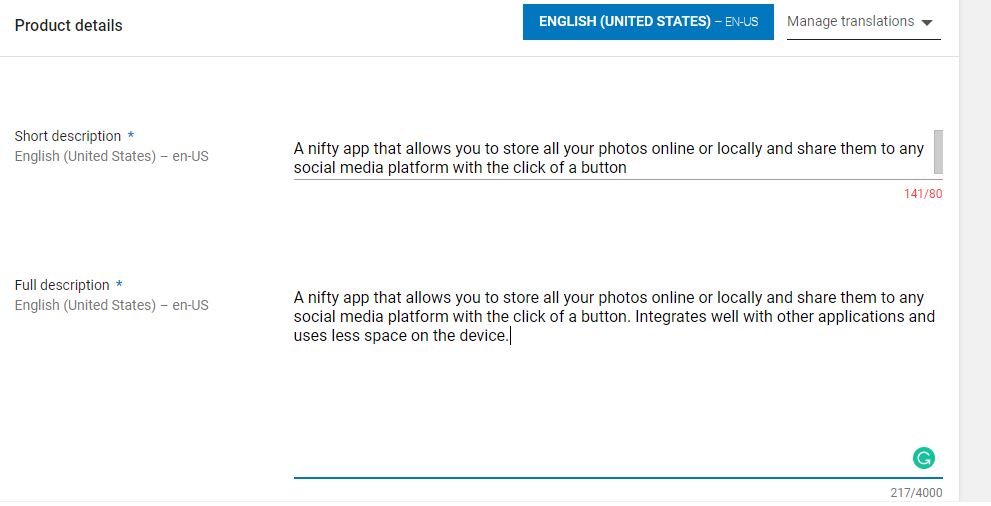 Product details
ENGLISH (UNITED STATES) – EN-US
Manage translations
Short description *
English (United States) – en-US
A nifty app that allows you to store all your photos online or locally and share them to any
social media platform with the click of a button
141/80
Full description *
English (United States) – en-US
A nifty app that allows you to store all your photos online or locally and share them to any
social media platform with the click of a button. Integrates well with other applications and
uses less space on the device.
217/4000